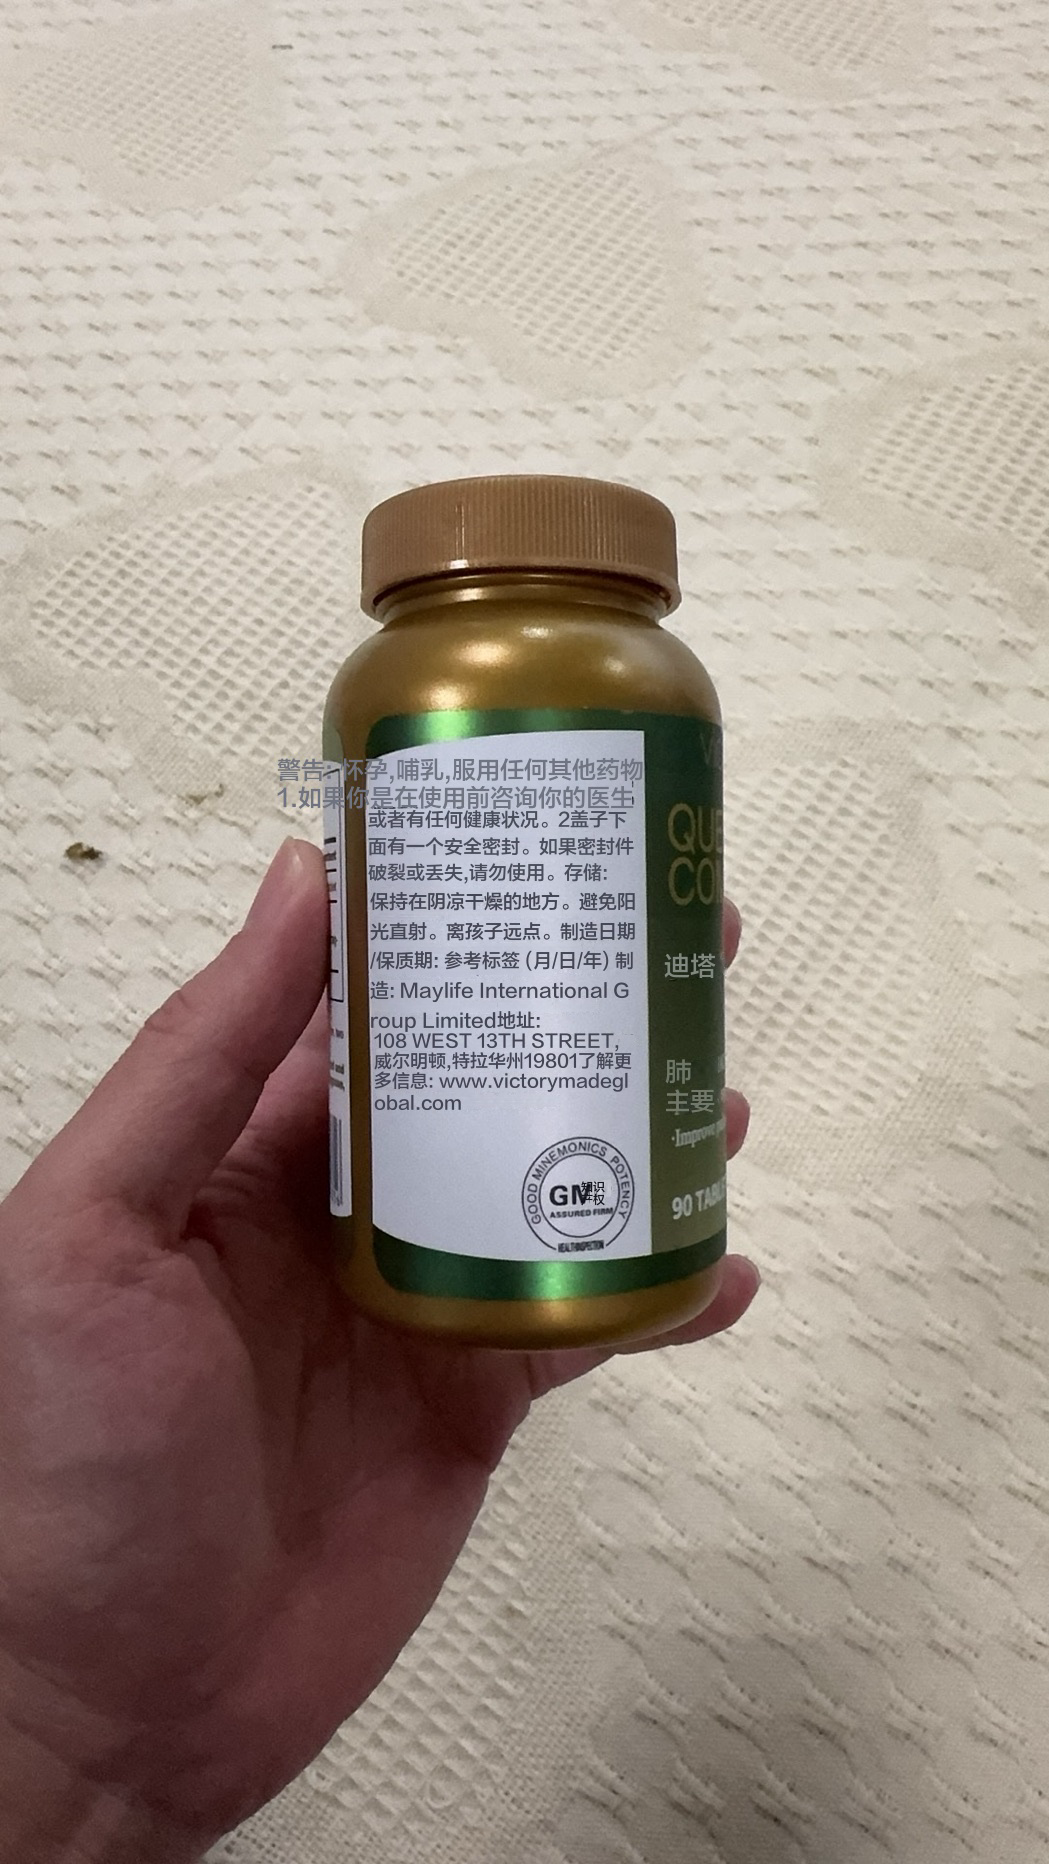 警告: 怀孕,哺乳,服用任何其他药物
1.如果你是在使用前咨询你的医生
或者有任何健康状况。2盖子下
面有一个安全密封。如果密封件
破裂或丢失,请勿使用。存储:
保持在阴凉干燥的地方。避免阳
光直射。离孩子远点。制造日期
/保质期: 参考标签 (月/日/年) 制
造: Maylife International G
roup Limited地址:
108 WEST 13TH STREET,
威尔明顿,特拉华州19801了解更
多信息: www.victorymadegl
obal.com
GOOD MINEMONICS POTENCY
GM
知识
产权
ASSURED FIRM
QUE
CO
迪塔
肺
主要
·Improve
90 TABL